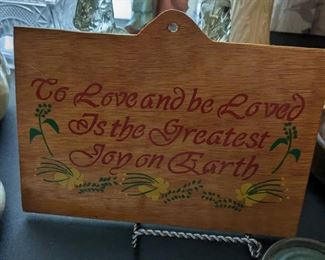 To Love and be Loved
Is the Greatest
Joy on Earth